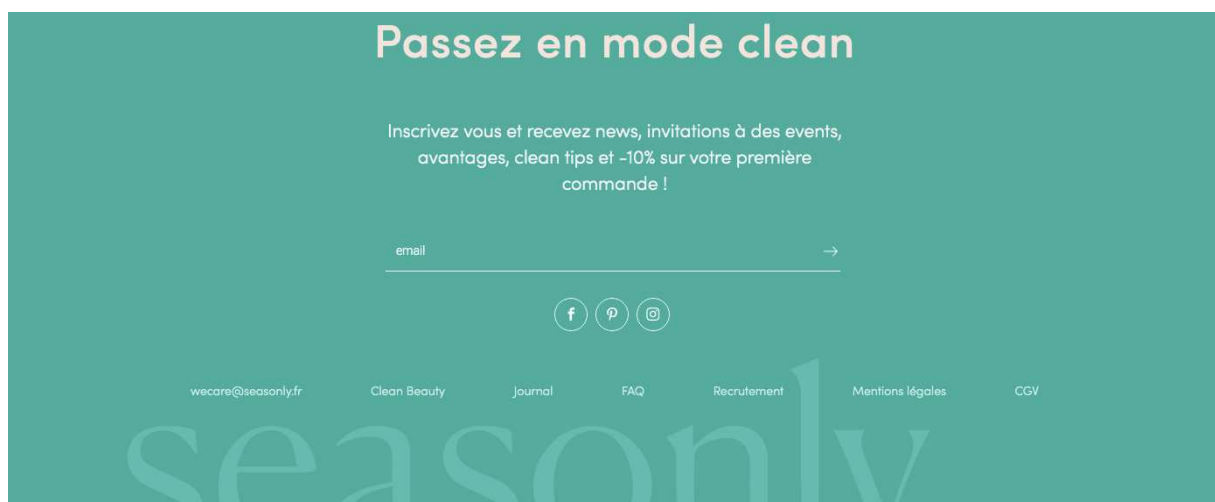 Passez en mode clean
Inscrivez vous et recevez news, invitations à des events,
avantages, clean tips et -10% sur votre première
commande !
email
wecare@seasonly.fr Clean Beauty Journal FAQ Recrutement Mentions légales CGV
seasonly